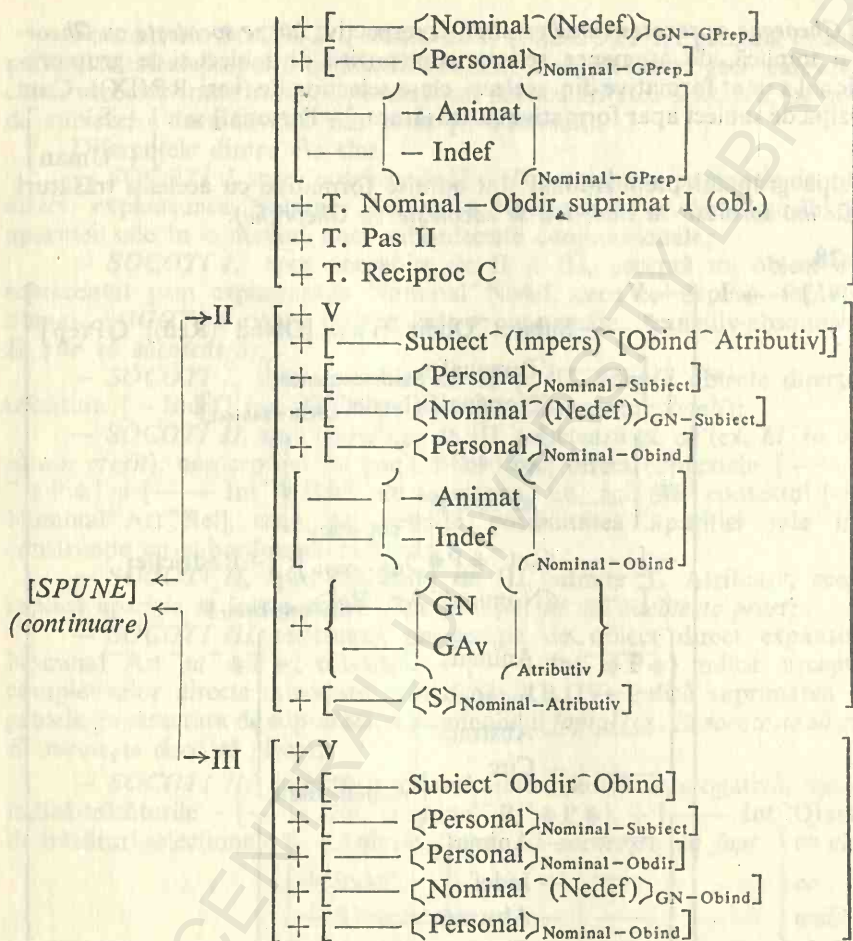 + [—— ⟨Nominal⁀(Nedef)⟩GN−GPrep]
+ [—— ⟨Personal⟩Nominal−GPrep]
[+ —— ⟨— Animat
—— ⟨— Indef ⟩Nominal−GPrep]
+ T. Nominal—Obdir suprimat I (obl.)
+ T. Pas II
+ T. Reciproc C
→II [+ V
+ [—— Subiect⁀(Impers)⁀[Obind⁀Atributiv]]
+ [—— ⟨Personal⟩Nominal−Subiect]
+ [—— ⟨Nominal⁀(Nedef)⟩GN−Subiect]
+ [—— ⟨Personal⟩Nominal−Obind]
[+ —— ⟨— Animat
—— ⟨— Indef ⟩Nominal−Obind]
[SPUNE]
(continuare)
+ { —— ⟨GN
—— ⟨GAv ⟩Atributiv }
+ [—— ⟨S⟩Nominal−Atributiv]
→III [+ V
+ [—— Subiect⁀Obdir⁀Obind]
+ [—— ⟨Personal⟩Nominal−Subiect]
+ [—— ⟨Personal⟩Nominal−Obdir]
+ [—— ⟨Nominal⁀(Nedef)⟩GN−Obind]
+ [—— ⟨Personal⟩Nominal−Obind]
CENTRAL UNIVERSITY LIBRAR